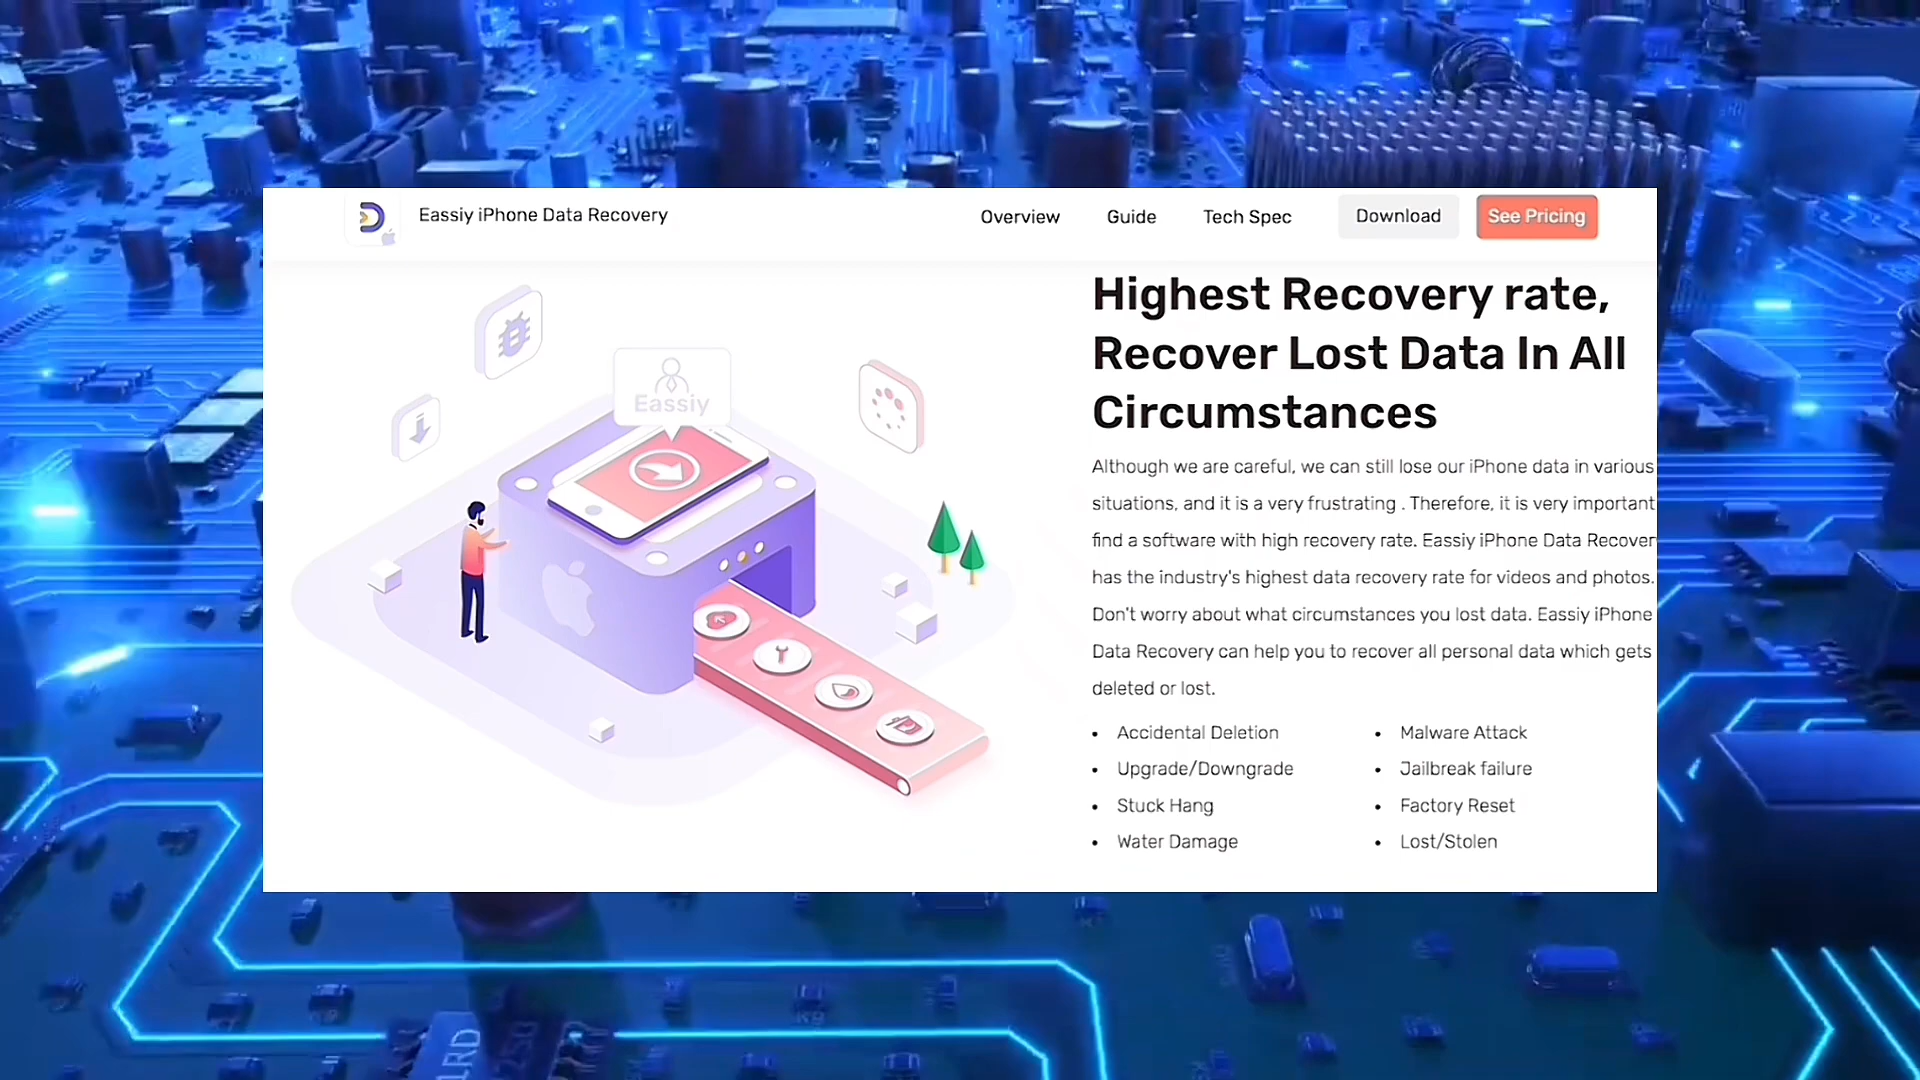 Eassiy iPhone Data Recovery
Overview
Guide
Tech Spec
Download
See Pricing
Highest Recovery rate,
Recover Lost Data In All
Circumstances
Eassiy
Although we are careful, we can still lose our iPhone data in various
situations, and it is a very frustrating . Therefore, it is very important
find a software with high recovery rate. Eassiy iPhone Data Recover
has the industry's highest data recovery rate for videos and photos.
Don't worry about what circumstances you lost data. Eassiy iPhone
Data Recovery can help you to recover all personal data which gets
deleted or lost.
• Accidental Deletion
• Upgrade/Downgrade
• Stuck Hang
• Water Damage
• Malware Attack
• Jailbreak failure
• Factory Reset
• Lost/Stolen